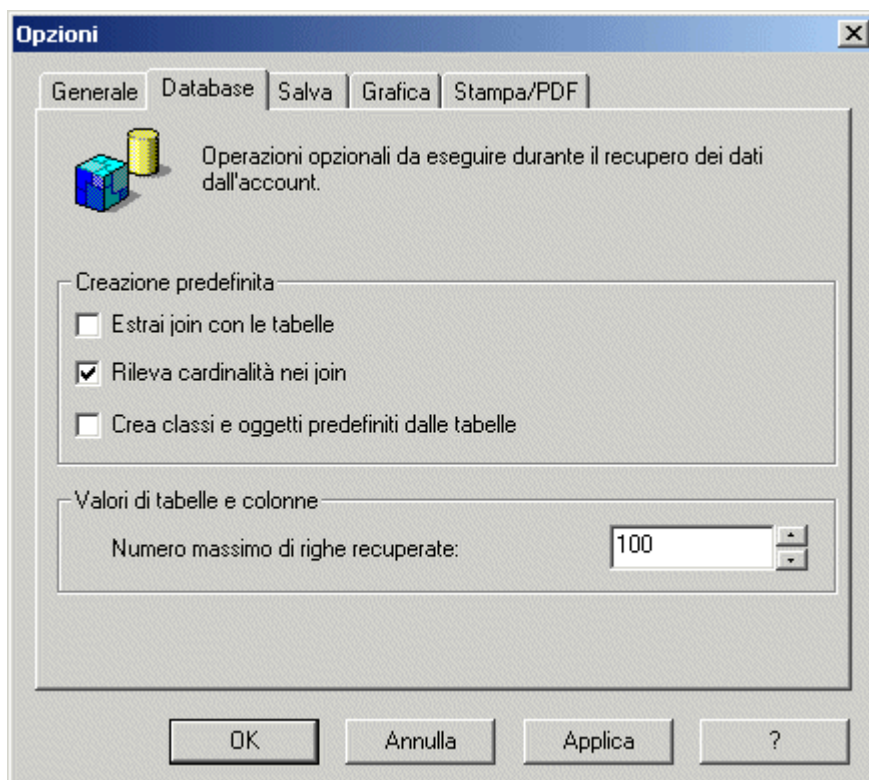 Opzioni
Generale Database Salva Grafica Stampa/PDF
Operazioni opzionali da eseguire durante il recupero dei dati
dall'account.
Creazione predefinita
Estrai join con le tabelle
Rileva cardinalità nei join
Crea classi e oggetti predefiniti dalle tabelle
Valori di tabelle e colonne
Numero massimo di righe recuperate: 100
OK Annulla Applica ?